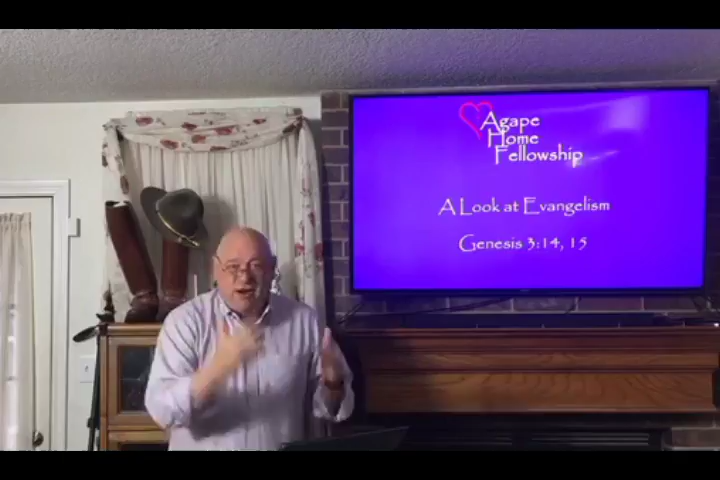 Agape
Home
Fellowship
A Look at Evangelism
Genesis 3:14, 15